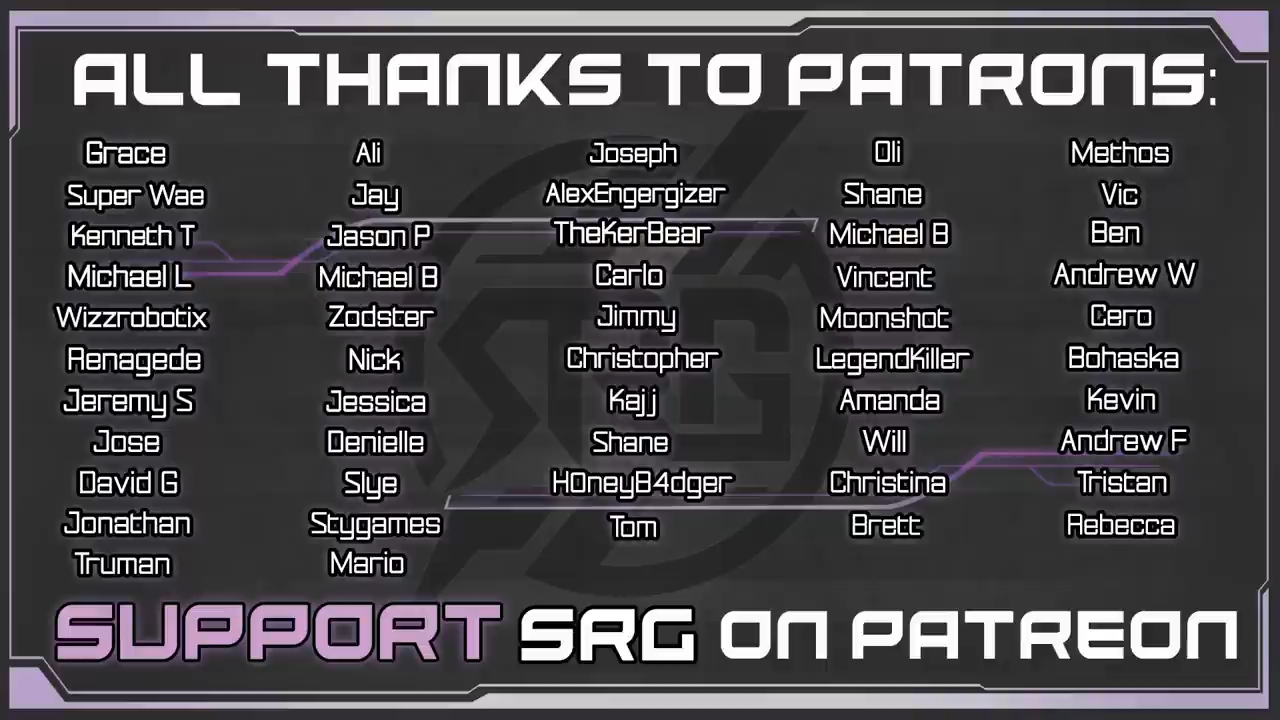 ALL THANKS TO PATRONS:
Grace Ali Joseph Oli Methos
Super Wae Jay AlexEngergizer Shane Vic
Kenneth T Jason P TheKerBear Michael B Ben
Michael L Michael B Carlo Vincent Andrew W
Wizzrobotix Zodster Jimmy Moonshot Cero
Renagede Nick Christopher LegendKiller Bohaska
Jeremy S Jessica Kajj Amanda Kevin
Jose Denielle Shane Will Andrew F
David G Slye H0neyB4dger Christina Tristan
Jonathan Stygames Tom Brett Rebecca
Truman Mario
SUPPORT SRG ON PATREON